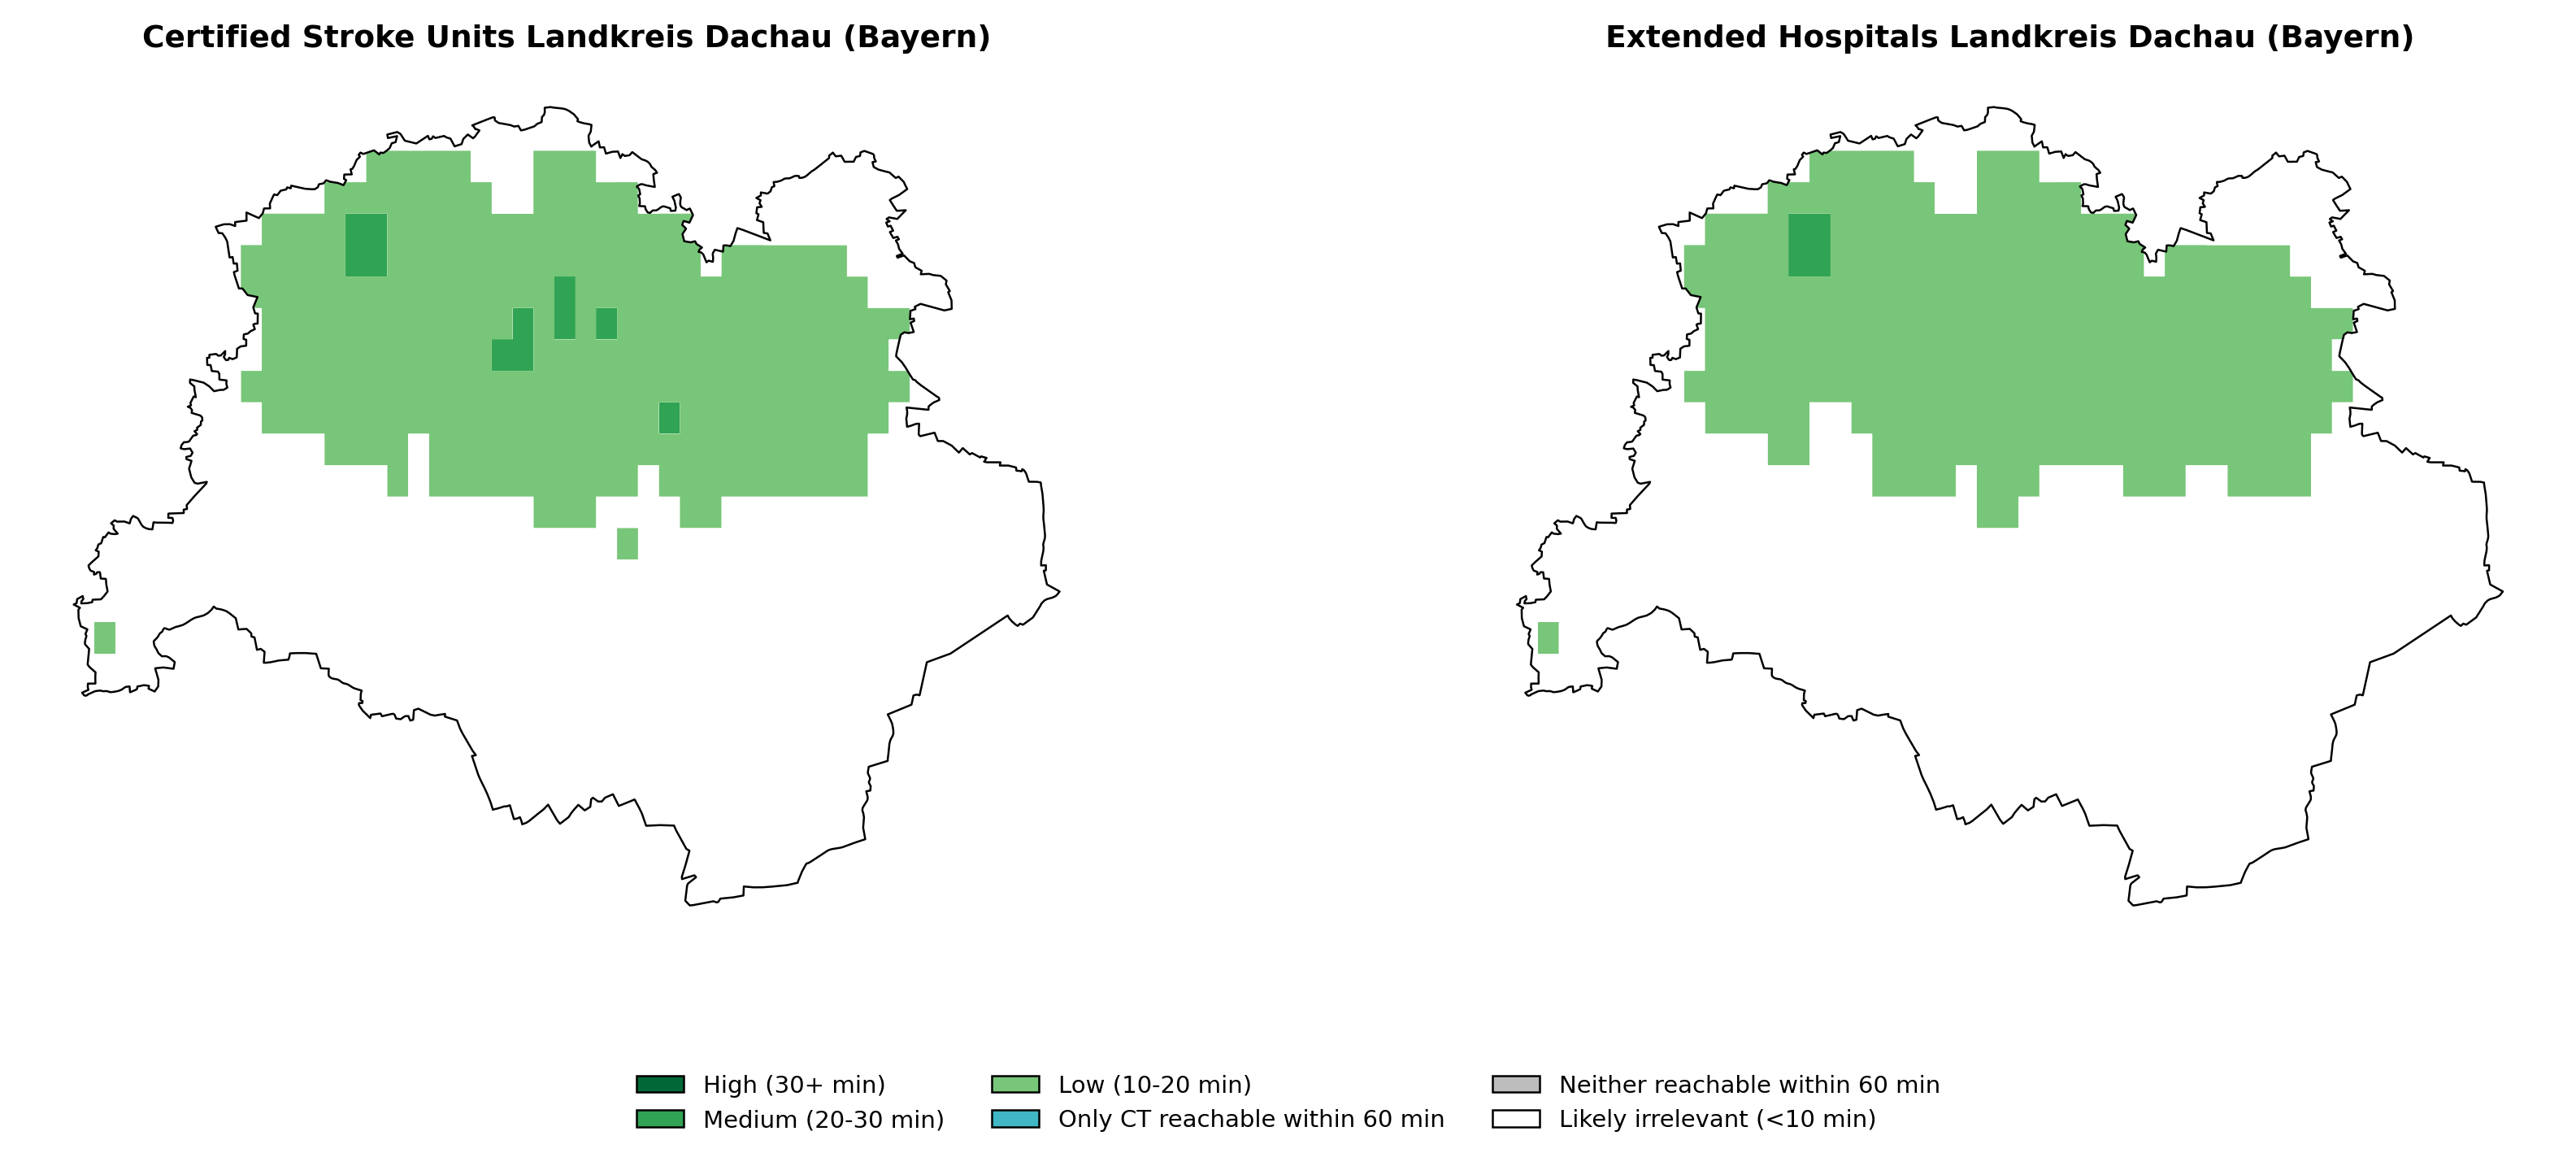 Certified Stroke Units Landkreis Dachau (Bayern)
Extended Hospitals Landkreis Dachau (Bayern)
High (30+ min)
Medium (20-30 min)
Low (10-20 min)
Only CT reachable within 60 min
Neither reachable within 60 min
Likely irrelevant (<10 min)